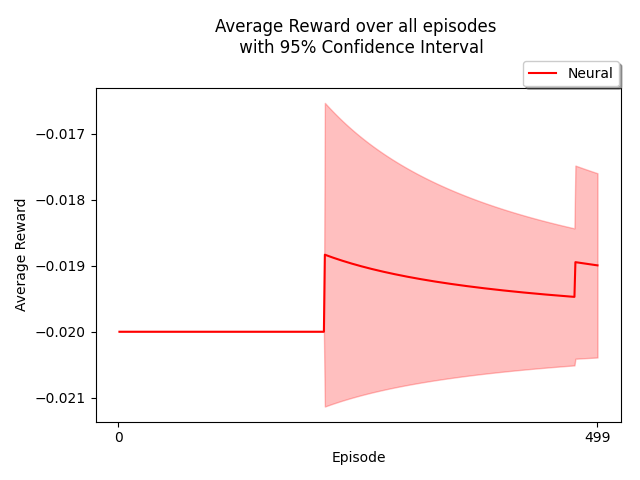 Average Reward over all episodes
with 95% Confidence Interval
Neural
−0.017
−0.018
−0.019
−0.020
−0.021
Average Reward
0
499
Episode